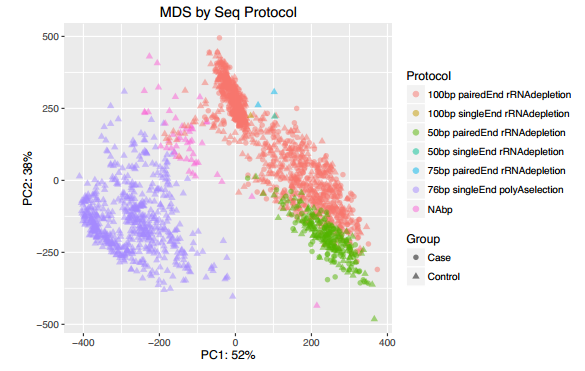 MDS by Seq Protocol
500
250
0
−250
−500
−400
−200
0
200
400
PC2: 38%
PC1: 52%
Protocol
100bp pairedEnd rRNAdepletion
100bp singleEnd rRNAdepletion
50bp pairedEnd rRNAdepletion
50bp singleEnd rRNAdepletion
75bp pairedEnd rRNAdepletion
76bp singleEnd polyAselection
NAbp
Group
Case
Control